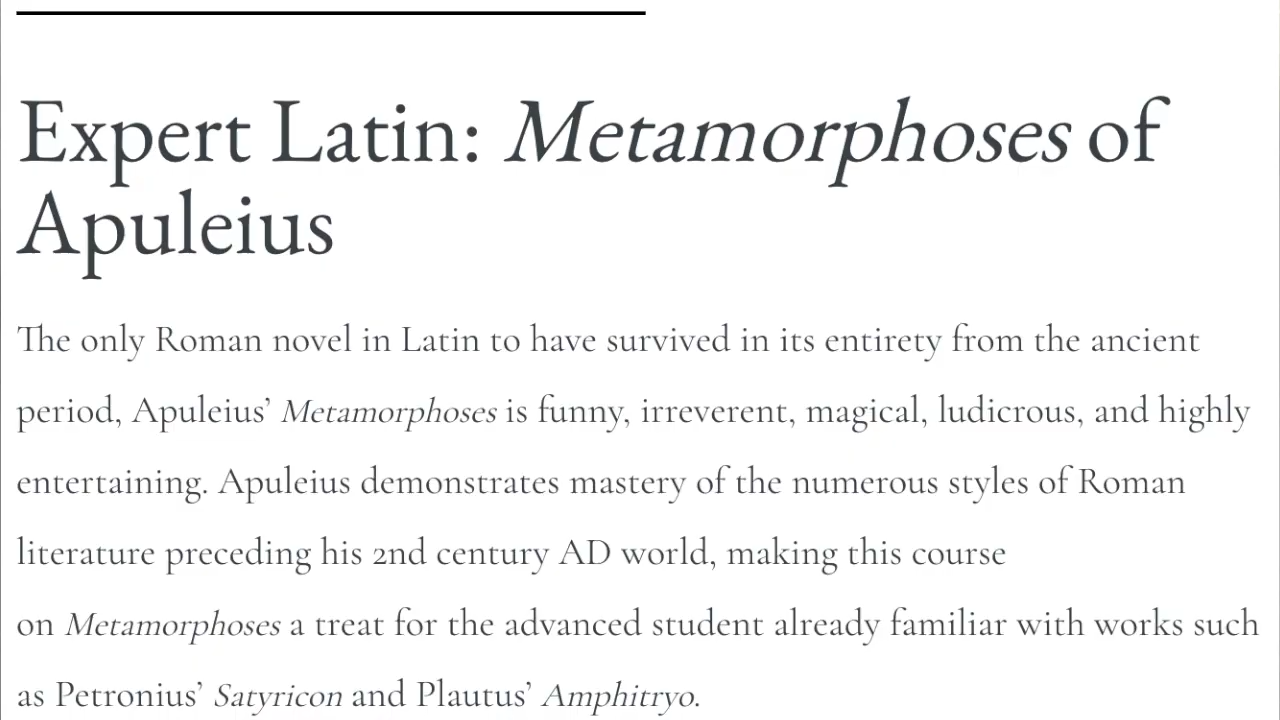 Expert Latin: Metamorphoses of
Apuleius
The only Roman novel in Latin to have survived in its entirety from the ancient
period, Apuleius’ Metamorphoses is funny, irreverent, magical, ludicrous, and highly
entertaining. Apuleius demonstrates mastery of the numerous styles of Roman
literature preceding his 2nd century AD world, making this course
on Metamorphoses a treat for the advanced student already familiar with works such
as Petronius’ Satyricon and Plautus’ Amphitryo.